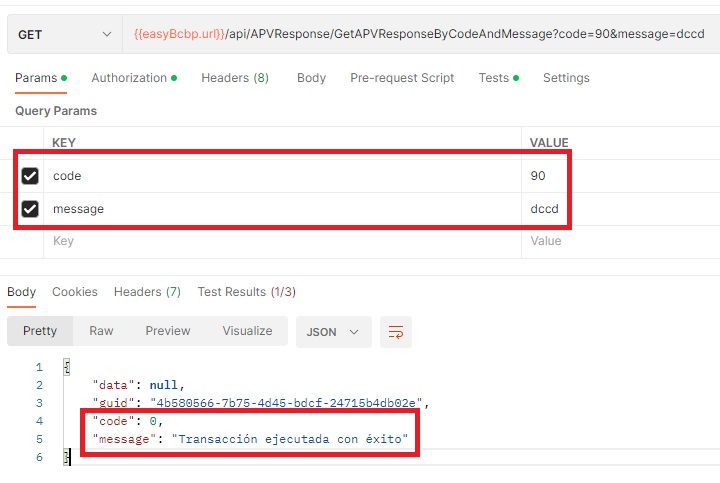 GET {{easyBcbp.url}}/api/APVResponse/GetAPVResponseByCodeAndMessage?code=90&message=dccd
Params Authorization Headers (8) Body Pre-request Script Tests Settings
Query Params
KEY VALUE
code 90
message dccd
Key Value
Body Cookies Headers (7) Test Results (1/3)
Pretty Raw Preview Visualize JSON
1 {
2 "data": null,
3 "guid": "4b580566-7b75-4d45-bdcf-24715b4db02e",
4 "code": 0,
5 "message": "Transacción ejecutada con éxito"
6 }